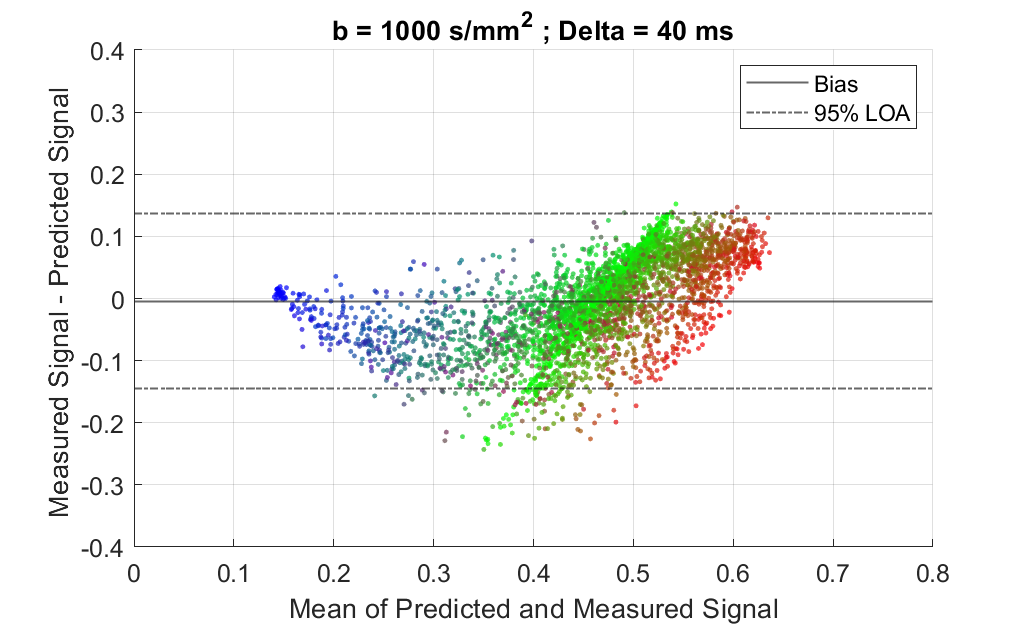 b = 1000 s/mm² ; Delta = 40 ms
Bias
95% LOA
Measured Signal - Predicted Signal
0.4
0.3
0.2
0.1
0
-0.1
-0.2
-0.3
-0.4
0 0.1 0.2 0.3 0.4 0.5 0.6 0.7 0.8
Mean of Predicted and Measured Signal